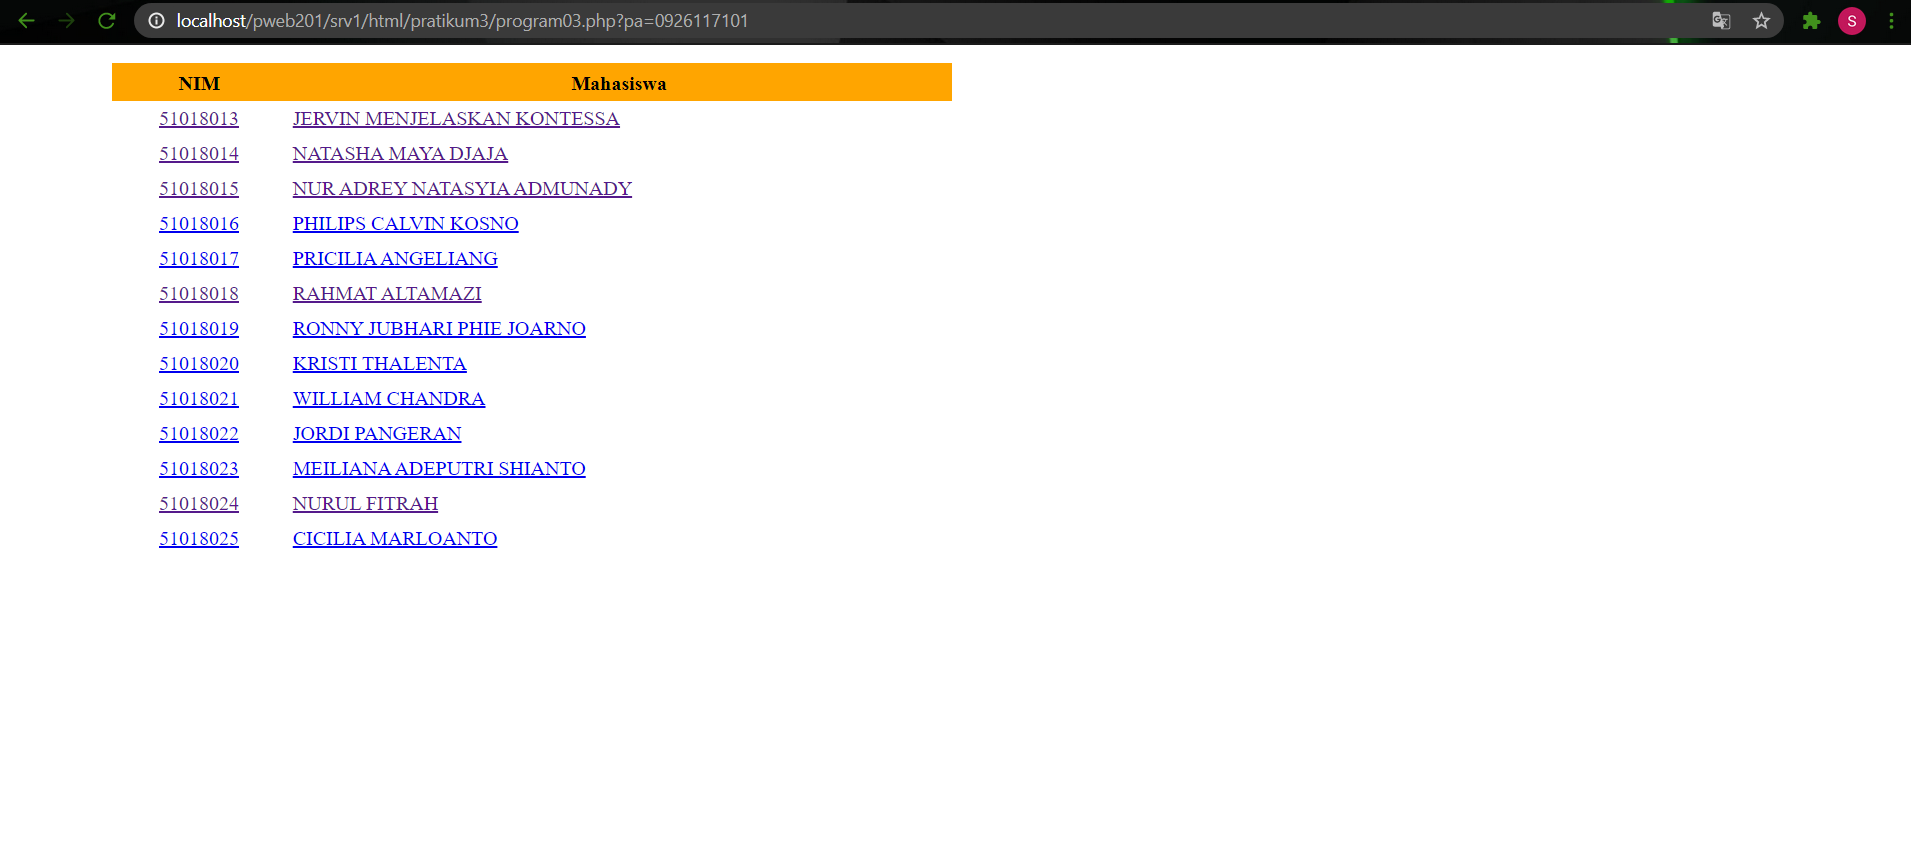 localhost/pweb201/srv1/html/pratikum3/program03.php?pa=0926117101
S
NIM Mahasiswa
51018013 JERVIN MENJELASKAN KONTESSA
51018014 NATASHA MAYA DJAJA
51018015 NUR ADREY NATASYIA ADMUNADY
51018016 PHILIPS CALVIN KOSNO
51018017 PRICILIA ANGELIANG
51018018 RAHMAT ALTAMAZI
51018019 RONNY JUBHARI PHIE JOARNO
51018020 KRISTI THALENTA
51018021 WILLIAM CHANDRA
51018022 JORDI PANGERAN
51018023 MEILIANA ADEPUTRI SHIANTO
51018024 NURUL FITRAH
51018025 CICILIA MARLOANTO